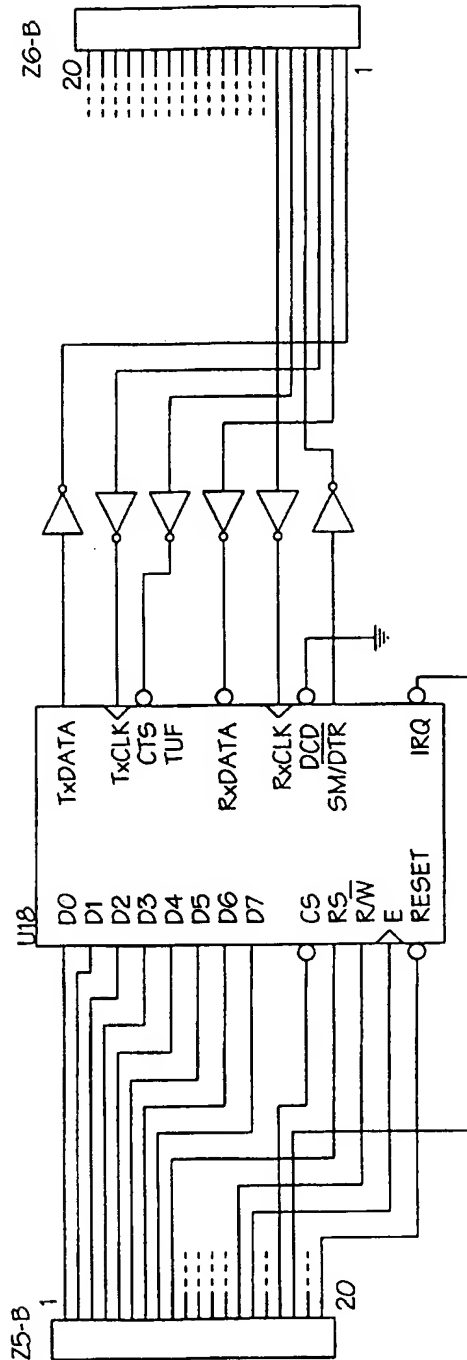 Z6-B
20
1
U18
TxDATA
TxCLK
CTS
TUF
RxDATA
RxCLK
DCD
SM/DTR
IRQ
D0
D1
D2
D3
D4
D5
D6
D7
CS
RS
R/W
E
RESET
Z5-B
1
20